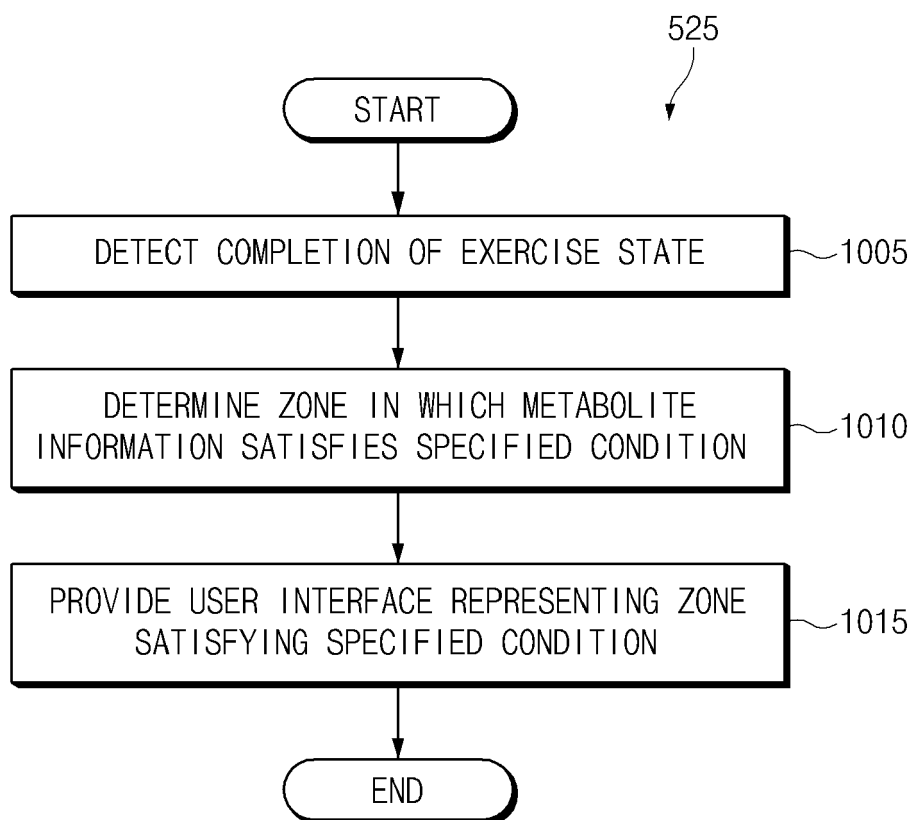 525
START
DETECT COMPLETION OF EXERCISE STATE
1005
DETERMINE ZONE IN WHICH METABOLITE
INFORMATION SATISFIES SPECIFIED CONDITION
1010
PROVIDE USER INTERFACE REPRESENTING ZONE
SATISFYING SPECIFIED CONDITION
1015
END